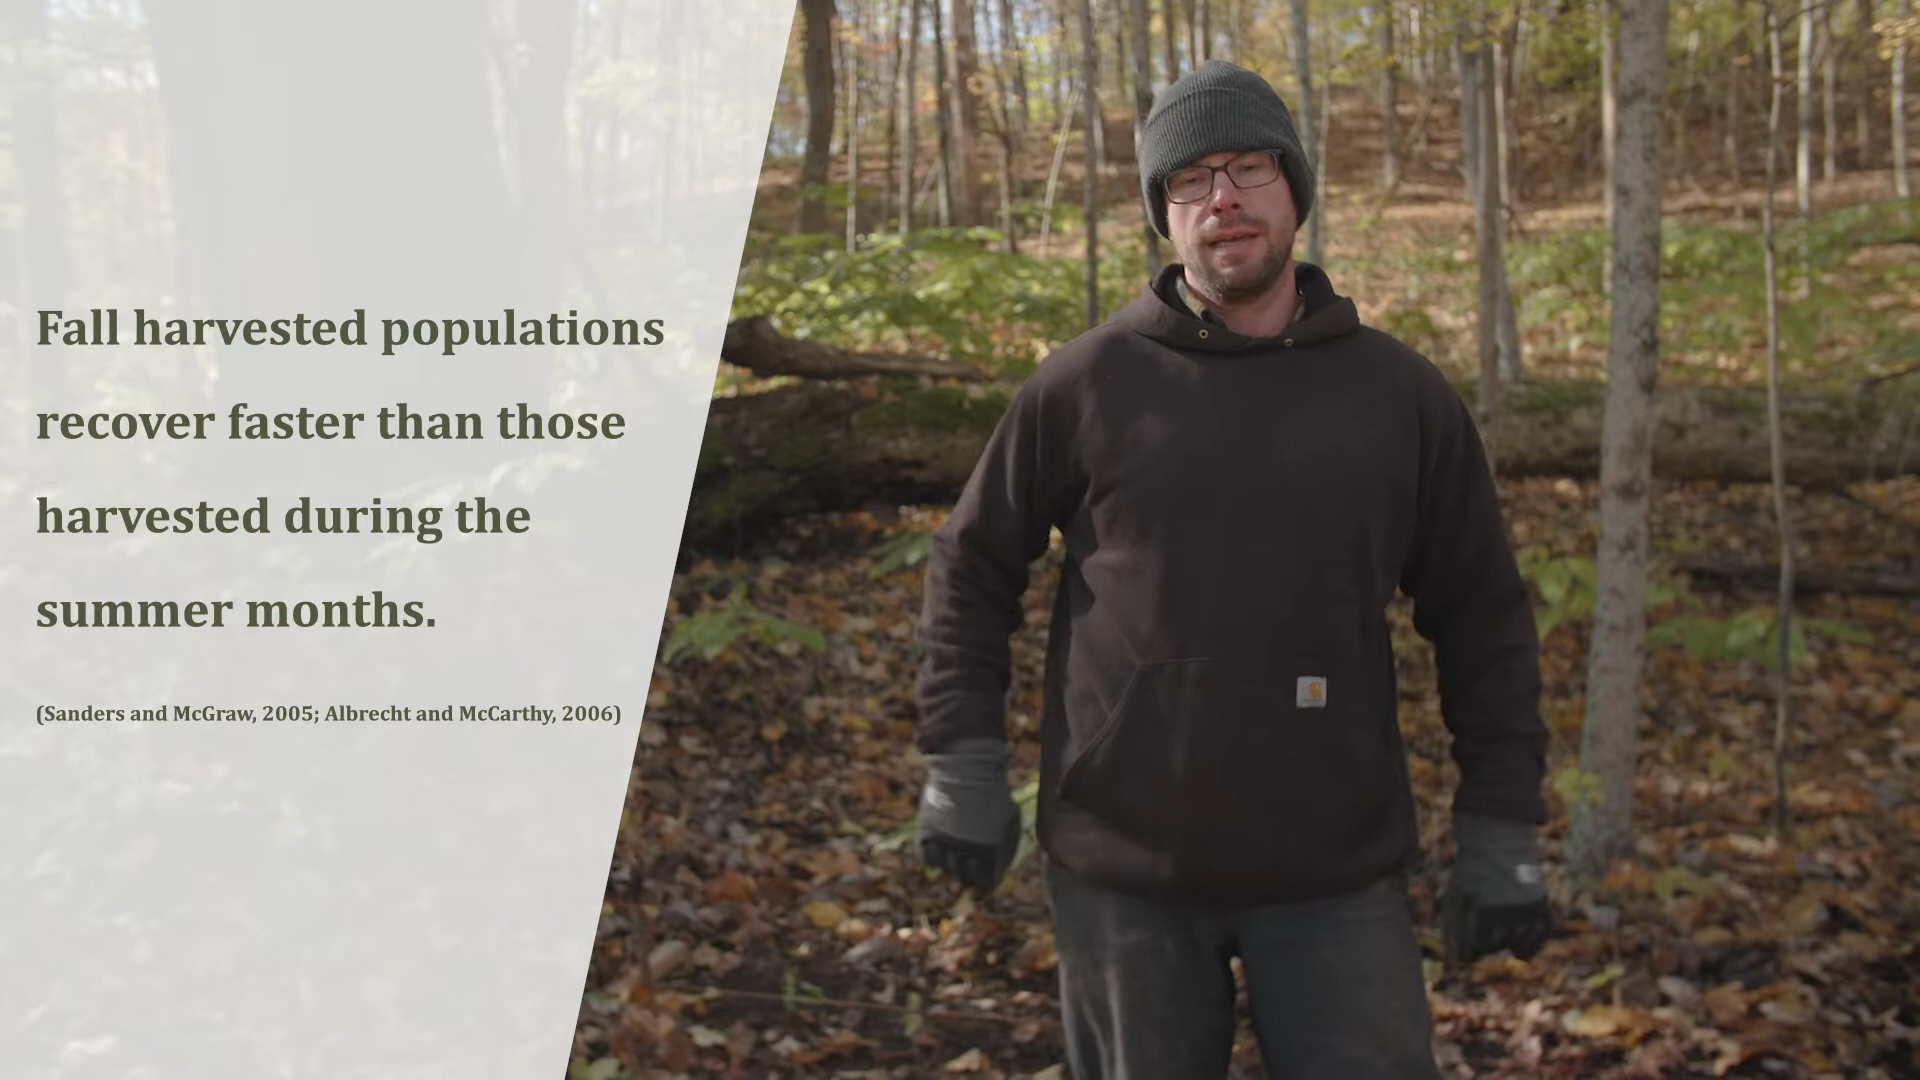 Fall harvested populations
recover faster than those
harvested during the
summer months.
(Sanders and McGraw, 2005; Albrecht and McCarthy, 2006)